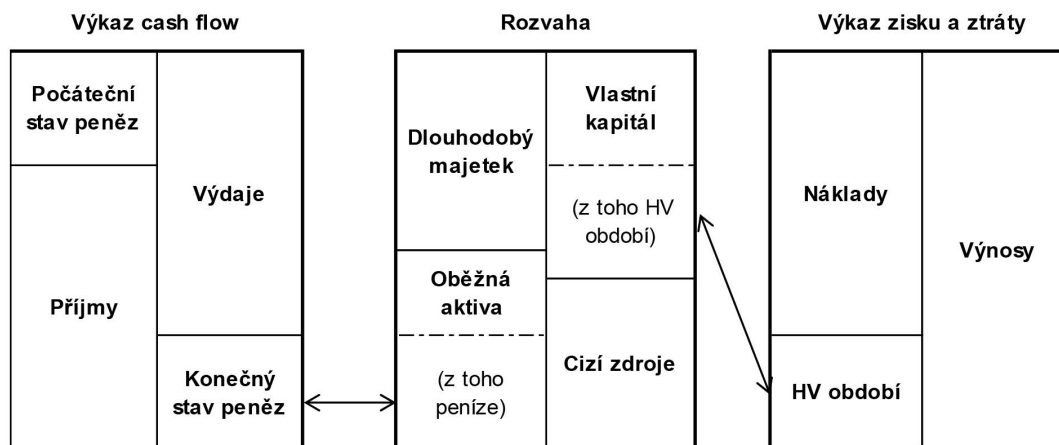 Výkaz cash flow
Rozvaha
Výkaz zisku a ztráty
Počáteční
stav peněz
Výdaje
Příjmy
Konečný
stav peněz
Dlouhodobý
majetek
Vlastní
kapitál
(z toho HV
období)
Oběžná
aktiva
(z toho
peníze)
Cizí zdroje
Náklady
Výnosy
HV období